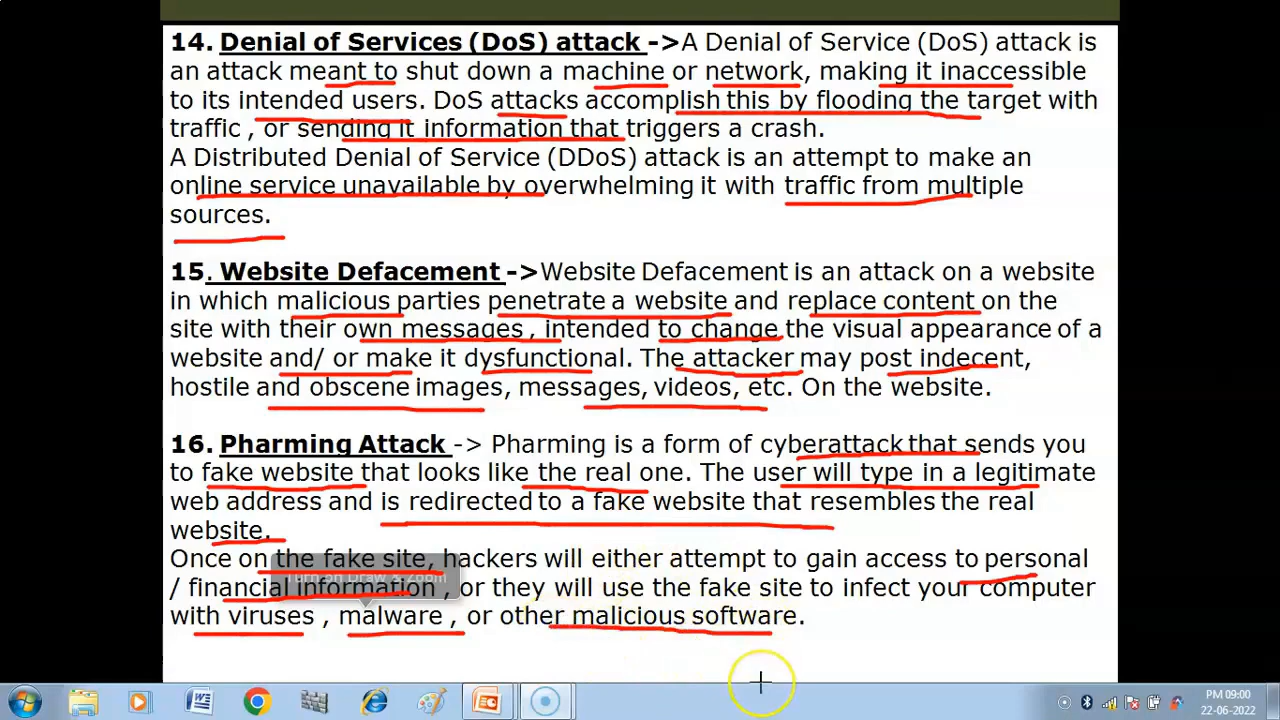 14. Denial of Services (DoS) attack ->A Denial of Service (DoS) attack is
an attack meant to shut down a machine or network, making it inaccessible
to its intended users. DoS attacks accomplish this by flooding the target with
traffic , or sending it information that triggers a crash.
A Distributed Denial of Service (DDoS) attack is an attempt to make an
online service unavailable by overwhelming it with traffic from multiple
sources.
15. Website Defacement ->Website Defacement is an attack on a website
in which malicious parties penetrate a website and replace content on the
site with their own messages , intended to change the visual appearance of a
website and/ or make it dysfunctional. The attacker may post indecent,
hostile and obscene images, messages, videos, etc. On the website.
16. Pharming Attack -> Pharming is a form of cyberattack that sends you
to fake website that looks like the real one. The user will type in a legitimate
web address and is redirected to a fake website that resembles the real
website.
Once on the fake site, hackers will either attempt to gain access to personal
/ financial information , or they will use the fake site to infect your computer
with viruses , malware , or other malicious software.
Turn on Draw & Zoom
PM 09:00
22-06-2022